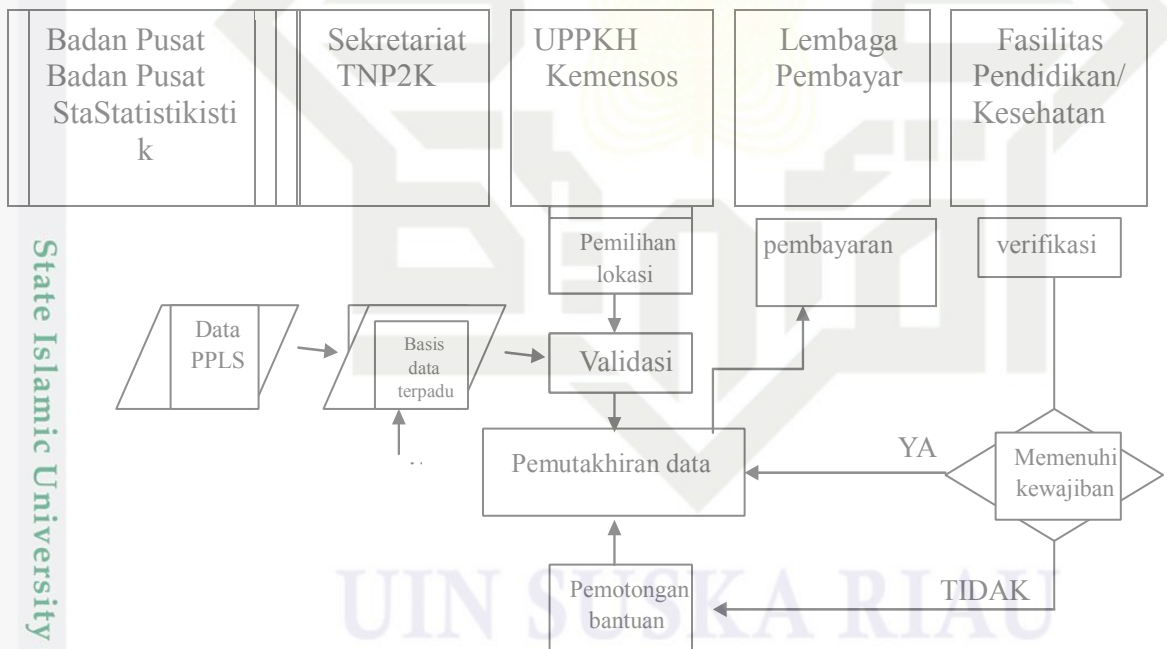 Badan Pusat
Badan Pusat
StaStatistikisti
k
Sekretariat
TNP2K
UPPKH
Kemensos
Lembaga
Pembayar
Fasilitas
Pendidikan/
Kesehatan
Pemilihan
lokasi
pembayaran
verifikasi
Data
PPLS
Basis
data
terpadu
Validasi
Pemutakhiran data
YA
Memenuhi
kewajiban
Pemotongan
bantuan
TIDAK
State Islamic University
UIN SUSKA RIAU